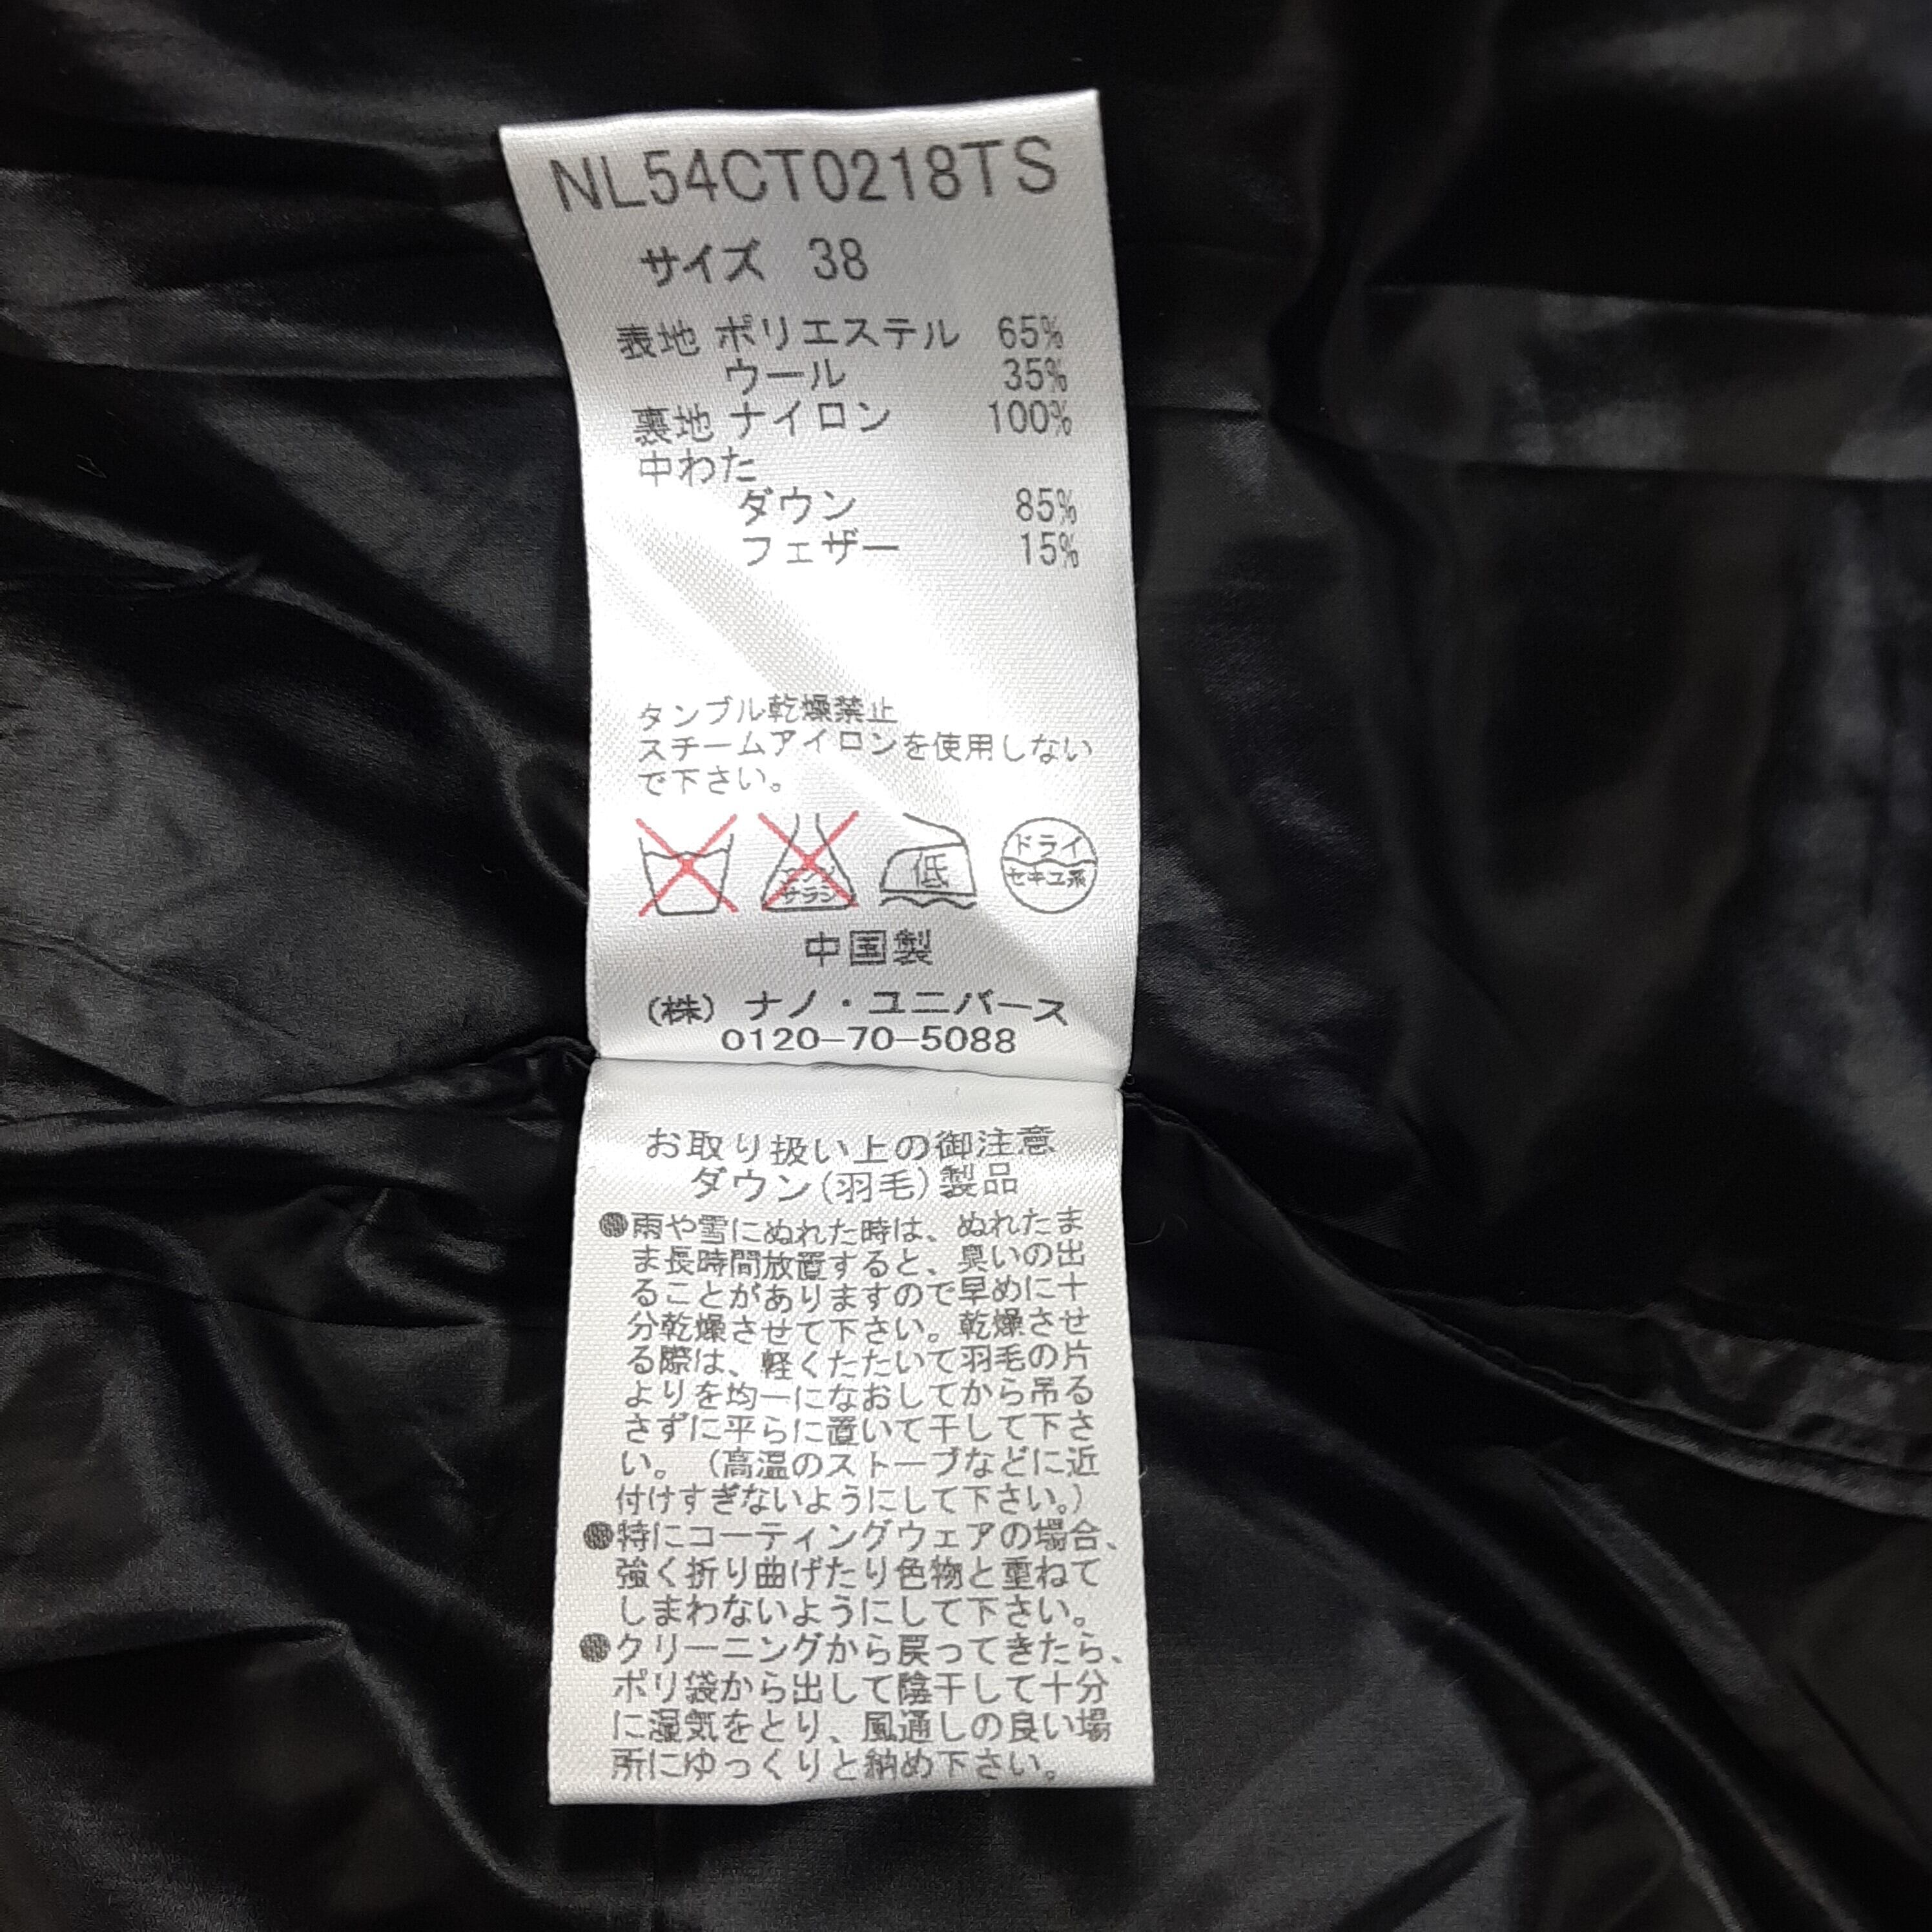 NL54CT0218TS
サイズ 38
表地 ポリエステル 65%
ウール 35%
裏地 ナイロン 100%
中わた
ダウン 85%
フェザー 15%
タンブル乾燥禁止
スチームアイロンを使用しない
で下さい。
サラシ
低
ドライ
セキユ系
中国製
(株) ナノ・ユニバース
0120-70-5088
お取り扱い上の御注意
ダウン(羽毛)製品
●雨や雪にぬれた時は、ぬれたま
ま長時間放置すると、臭いの出
ることがありますので早めに十
分乾燥させて下さい。乾燥させ
る際は、軽くたたいて羽毛の片
よりを均一になおしてから吊る
さずに平らに置いて干して下さ
い。(高温のストーブなどに近
付けすぎないようにして下さい。)
●特にコーティングウェアの場合、
強く折り曲げたり色物と重ねて
しまわないようにして下さい。
●クリーニングから戻ってきたら、
ポリ袋から出して陰干して十分
に湿気をとり、風通しの良い場
所にゆっくりと納め下さい。